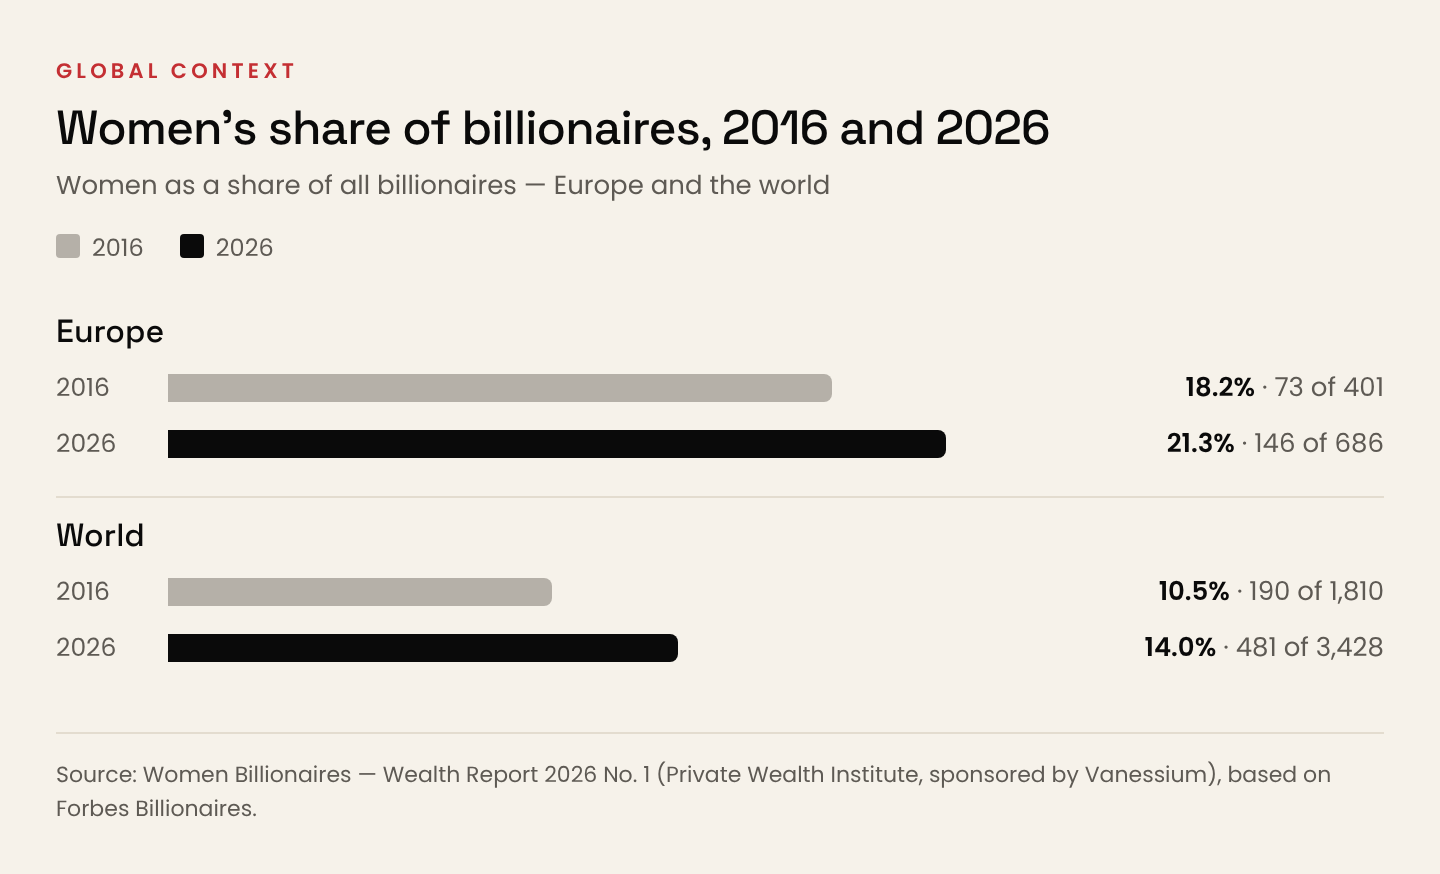 GLOBAL CONTEXT
Women’s share of billionaires, 2016 and 2026
Women as a share of all billionaires — Europe and the world
2016 2026
Europe
2016 18.2% · 73 of 401
2026 21.3% · 146 of 686
World
2016 10.5% · 190 of 1,810
2026 14.0% · 481 of 3,428
Source: Women Billionaires — Wealth Report 2026 No. 1 (Private Wealth Institute, sponsored by Vanessium), based on
Forbes Billionaires.